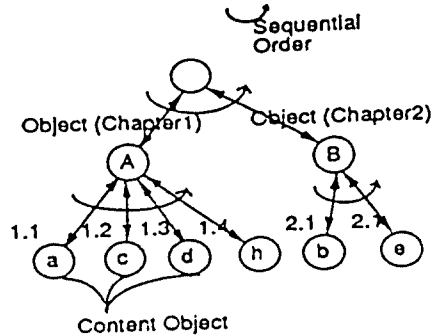 Sequential
Order
Object (Chapter1)
Object (Chapter2)
A
B
1.1
1.2
1.3
1.4
2.1
a
c
d
h
b
e
Content Object